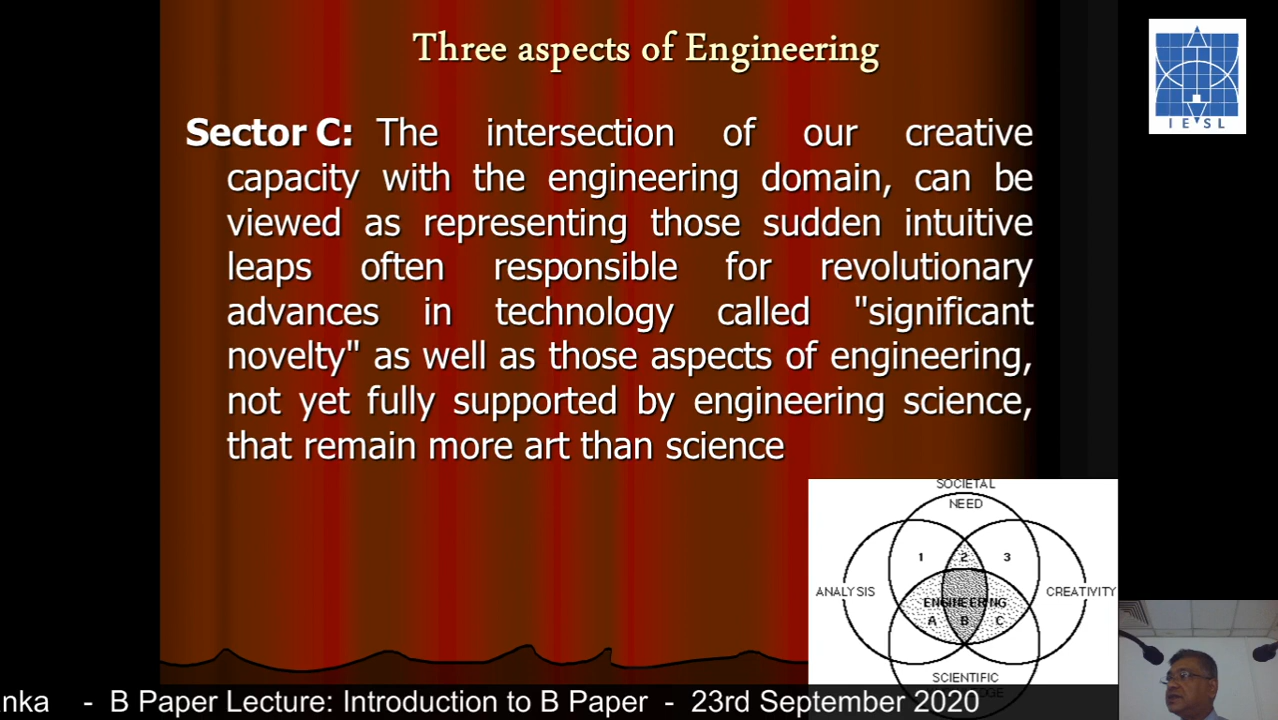 Three aspects of Engineering
IESL
Sector C: The intersection of our creative
capacity with the engineering domain, can be
viewed as representing those sudden intuitive
leaps often responsible for revolutionary
advances in technology called "significant
novelty" as well as those aspects of engineering,
not yet fully supported by engineering science,
that remain more art than science
SOCIETAL
NEED
1 2 3
ANALYSIS
CREATIVITY
ENGINEERING
A B C
SCIENTIFIC
nka - B Paper Lecture: Introduction to B Paper - 23rd September 2020